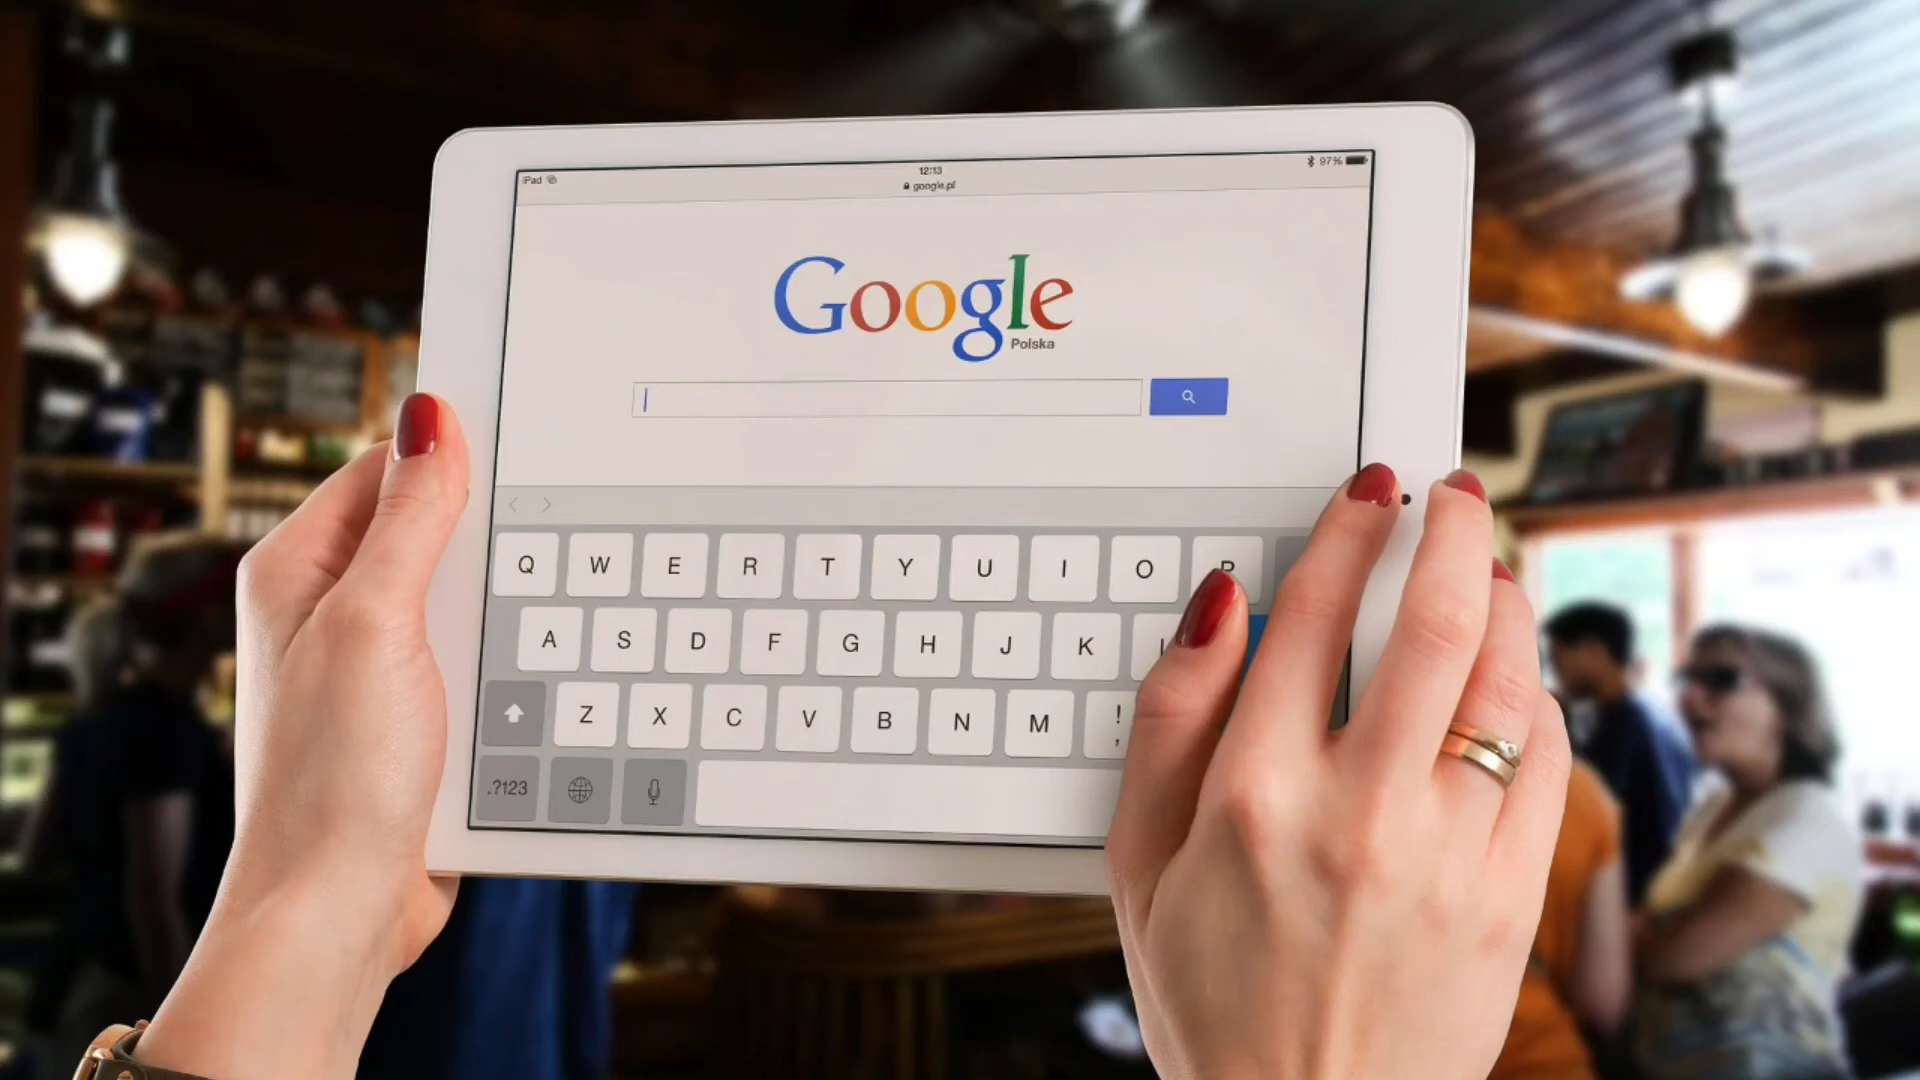 iPad
12:13
97%
google.pl
Google
Polska
Q W E R T Y U I O P
A S D F G H J K
Z X C V B N M ! ,
.?123